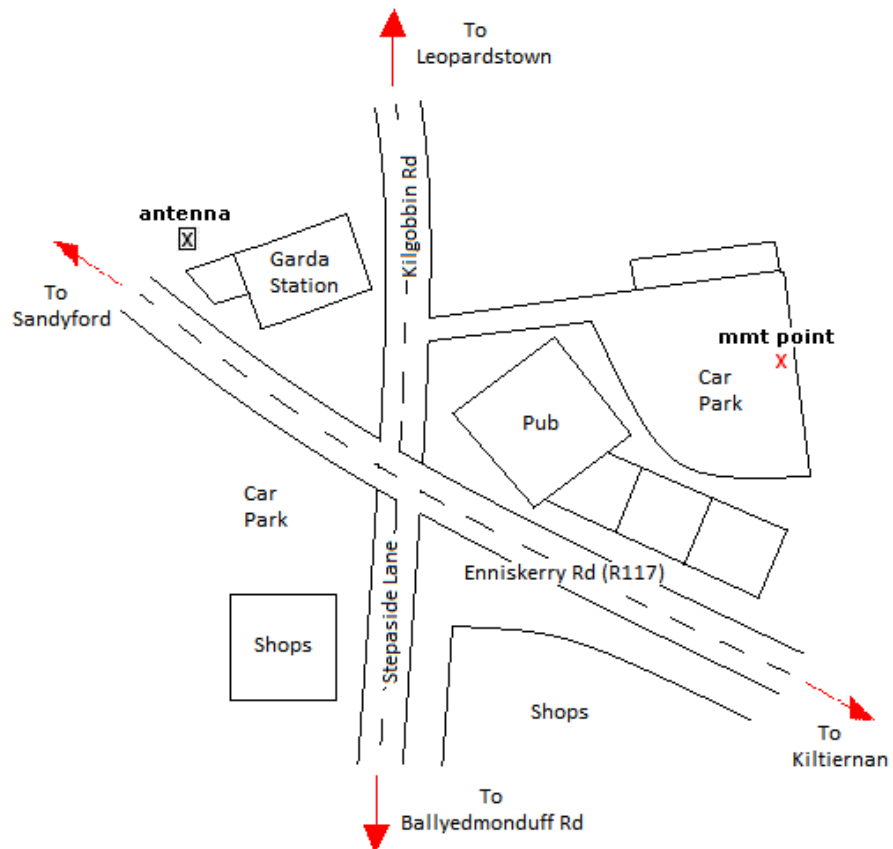 To
Leopardstown
Kilgobbin Rd
antenna
X
Garda
Station
To
Sandyford
mmt point
X
Car
Park
Pub
Car
Park
Enniskerry Rd (R117)
Stepaside Lane
Shops
Shops
To
Kiltiernan
To
Ballyedmonduff Rd